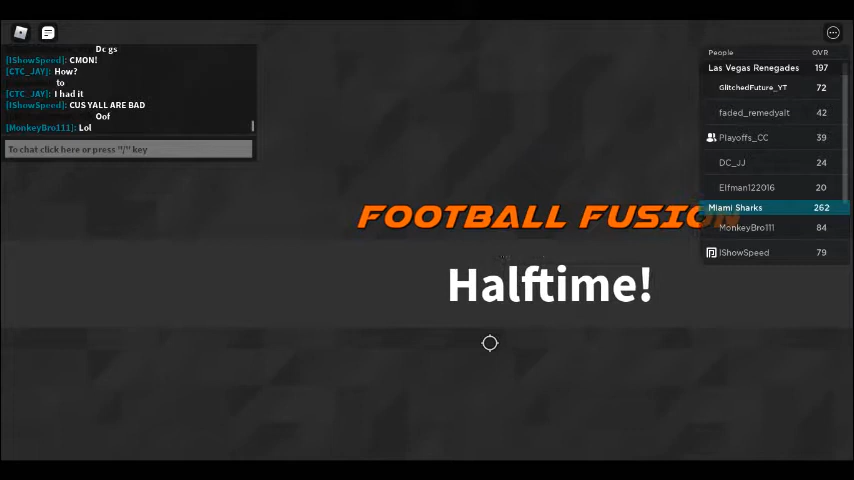 Dc gs
[IShowSpeed]: CMON!
[CTC_JAY]: How?
to
[CTC_JAY]: I had it
[IShowSpeed]: CUS YALL ARE BAD
Oof
[MonkeyBro111]: Lol
To chat click here or press "/" key
FOOTBALL FUSION
Halftime!
People OVR
Las Vegas Renegades 197
GlitchedFuture_YT 72
faded_remedyalt 42
Playoffs_CC 39
DC_JJ 24
Elfman122016 20
Miami Sharks 262
MonkeyBro111 84
IShowSpeed 79